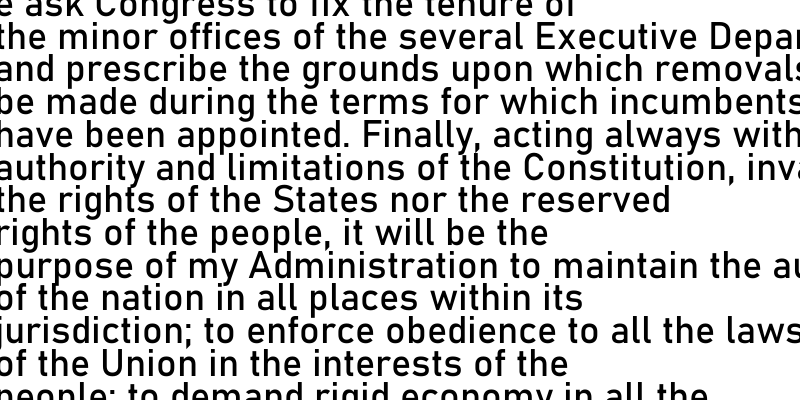 e ask Congress to fix the tenure of
the minor offices of the several Executive Depar
and prescribe the grounds upon which removals
be made during the terms for which incumbents
have been appointed. Finally, acting always with
authority and limitations of the Constitution, inva
the rights of the States nor the reserved
rights of the people, it will be the
purpose of my Administration to maintain the au
of the nation in all places within its
jurisdiction; to enforce obedience to all the laws
of the Union in the interests of the
people; to demand rigid economy in all the